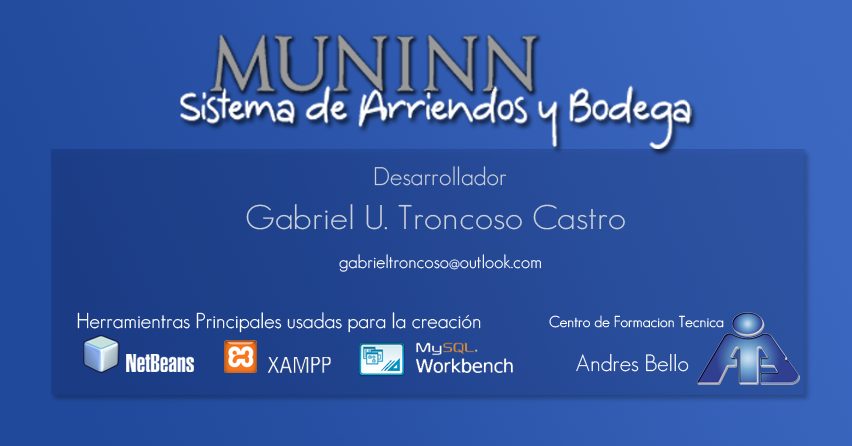 MUNINN
Sistema de Arriendos y Bodega
Desarrollador
Gabriel U. Troncoso Castro
gabrieltroncoso@outlook.com
Herramientras Principales usadas para la creación
NetBeans
XAMPP
MySQL.
Workbench
Centro de Formacion Tecnica
Andres Bello